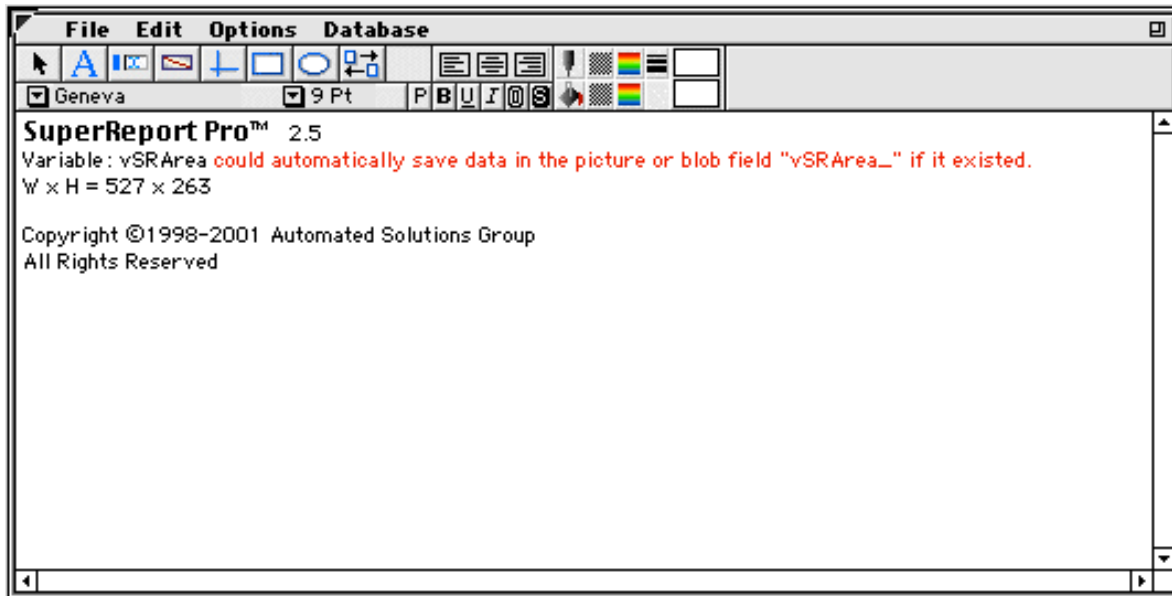 File Edit Options Database
A
Geneva 9 Pt P B U I O S
SuperReport Pro™ 2.5
Variable: vSRArea could automatically save data in the picture or blob field "vSRArea_" if it existed.
W x H = 527 x 263
Copyright ©1998-2001 Automated Solutions Group
All Rights Reserved